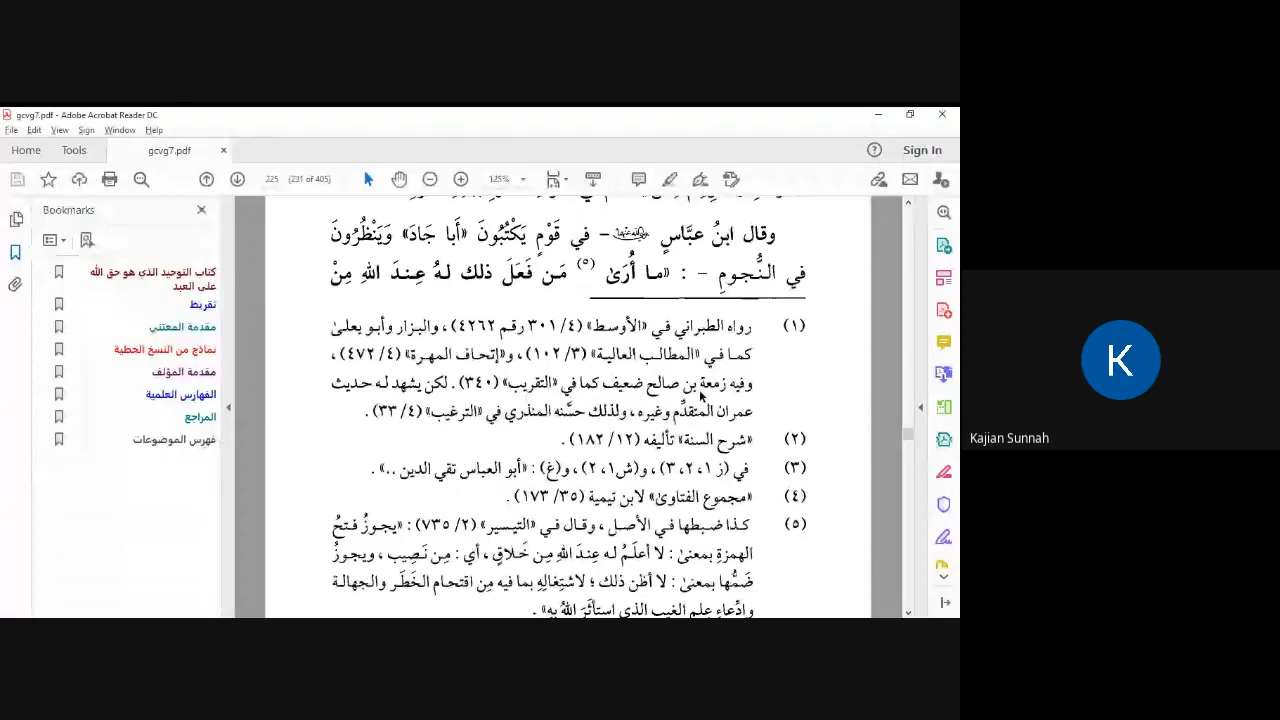 gcvg7.pdf - Adobe Acrobat Reader DC
File Edit View Sign Window Help
Home Tools gcvg7.pdf × Sign In
225 (231 of 405) 125%
Bookmarks
كتاب التوحيد الذي هو حق الله
على العبد
تقريظ
مقدمة المعتني
نماذج من النسخ الخطية
مقدمة المؤلف
الفهارس العلمية
المراجع
فهرس الموضوعات
وقال ابنُ عبَّاسٍ رضي الله عنهما – في قَوْمٍ يَكْتُبُونَ «أَبا جَادَ» وَيَنْظُرُونَ
في النُّجومِ – : «ما أُرَىٰ (٥) مَن فَعَلَ ذلك لهُ عِندَ اللهِ مِنْ
(١) رواه الطبراني في «الأوسط» (٤/ ٣٠١ رقم ٤٢٦٢) ، والبزار وأبو يعلىٰ
كما في «المطالب العالية» (٣/ ١٠٢) ، و«إتحاف المهرة» (٤/ ٤٧٢) ،
وفيه زمعة بن صالح ضعيف كما في «التقريب» (٣٤٠) . لكن يشهد له حديث
عمران المتقدِّم وغيره ، ولذلك حسَّنه المنذري في «الترغيب» (٤/ ٣٣) .
(٢) «شرح السنة» تأليفه (١٢/ ١٨٢) .
(٣) في (ز ١، ٢، ٣) ، و(ش١، ٢) ، و(غ) : «أبو العباس تقي الدين ..» .
(٤) «مجموع الفتاوىٰ» لابن تيمية (٣٥/ ١٧٣) .
(٥) كذا ضبطها في الأصل ، وقال في «التيسير» (٢/ ٧٣٥) : «يجوزُ فتحُ
الهمزةِ بمعنىٰ : لا أعلَمُ له عِندَ اللهِ مِن خَلاقٍ ، أي : مِن نَصِيبٍ ، ويجوزُ
ضَمُّها بمعنىٰ : لا أظن ذلك ؛ لاشتِغالِهِ بما فيه مِن اقتحام الخَطَر والجهالة
وادِّعاءِ علم الغيب الذي استأثَرَ اللهُ بِه» .
K
Kajian Sunnah